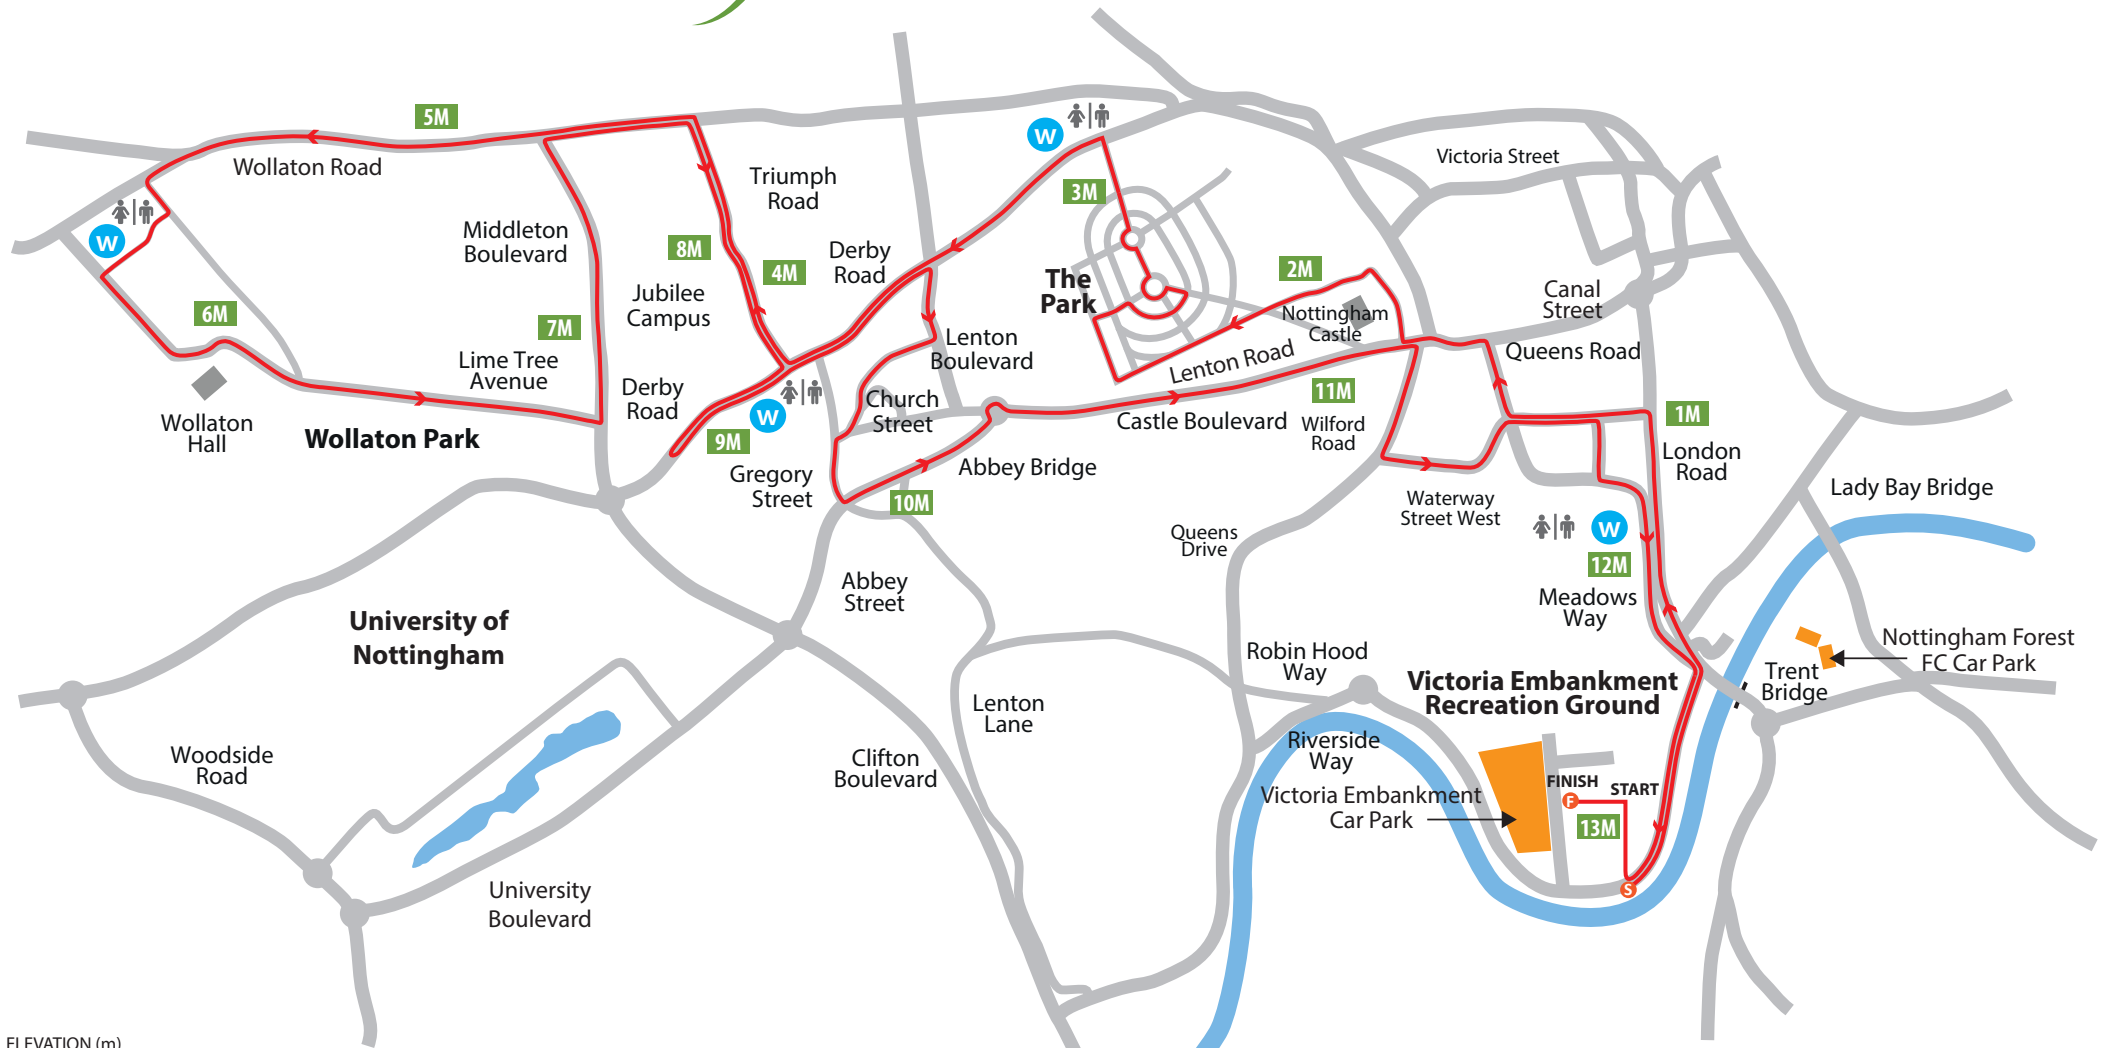 5M
Wollaton Road
W
6M
Wollaton
Hall
Wollaton Park
Middleton
Boulevard
7M
Lime Tree
Avenue
Jubilee
Campus
8M
4M
Triumph
Road
Derby
Road
Derby
Road
W
9M
Gregory
Street
10M
Church
Street
Lenton
Boulevard
Abbey Bridge
W
3M
The
Park
2M
Nottingham
Castle
Lenton Road
11M
Castle Boulevard
Wilford
Road
Victoria Street
Canal
Street
Queens Road
1M
London
Road
Waterway
Street West
W
12M
Meadows
Way
Queens
Drive
Lady Bay Bridge
Nottingham Forest
FC Car Park
Trent
Bridge
Robin Hood
Way
Victoria Embankment
Recreation Ground
Riverside
Way
Victoria Embankment
Car Park
FINISH
F
START
13M
S
University of
Nottingham
Abbey
Street
Lenton
Lane
Clifton
Boulevard
Woodside
Road
University
Boulevard
ELEVATION (m)